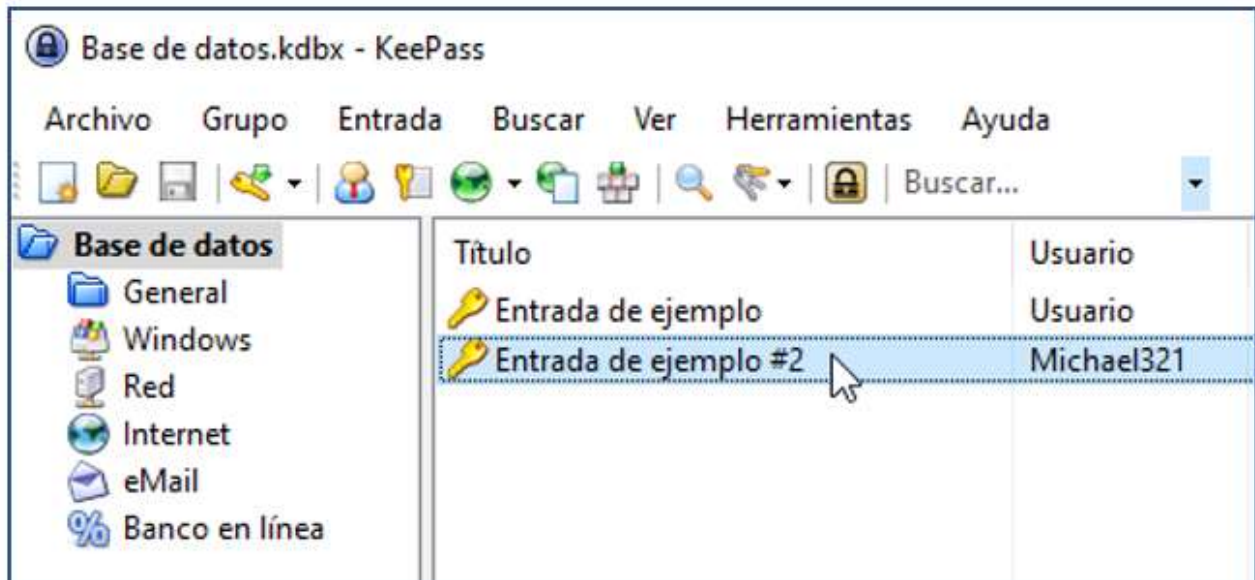 Base de datos.kdbx - KeePass
Archivo Grupo Entrada Buscar Ver Herramientas Ayuda
Buscar...
Base de datos
General
Windows
Red
Internet
eMail
Banco en línea
Título Usuario
Entrada de ejemplo Usuario
Entrada de ejemplo #2 Michael321